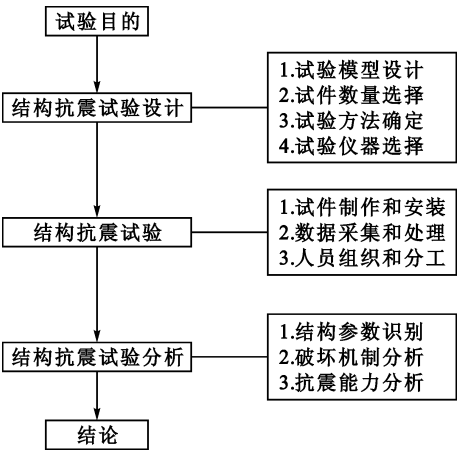 试验目的
结构抗震试验设计
1.试验模型设计
2.试件数量选择
3.试验方法确定
4.试验仪器选择
结构抗震试验
1.试件制作和安装
2.数据采集和处理
3.人员组织和分工
结构抗震试验分析
1.结构参数识别
2.破坏机制分析
3.抗震能力分析
结论